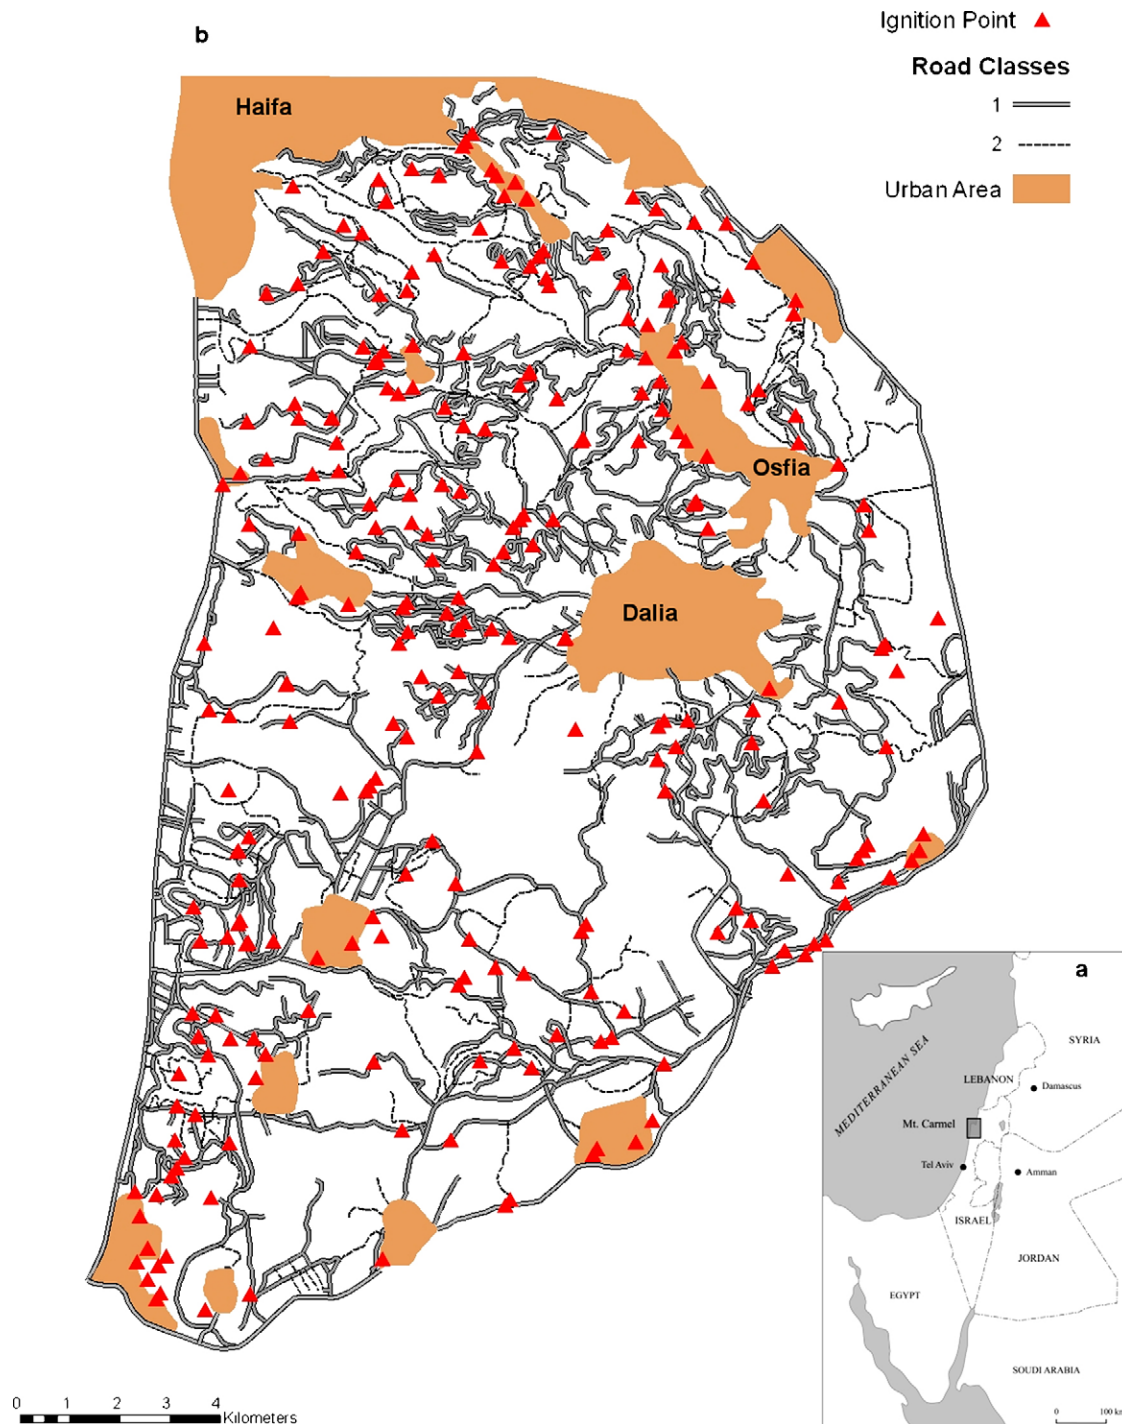 b
Ignition Point
Road Classes
1
2
Urban Area
Haifa
Osfia
Dalia
a
SYRIA
MEDITERRANEAN SEA
LEBANON
Damascus
Mt. Carmel
Tel Aviv
Amman
ISRAEL
JORDAN
EGYPT
SOUDI ARABIA
0 100 km
0 1 2 3 4
Kilometers